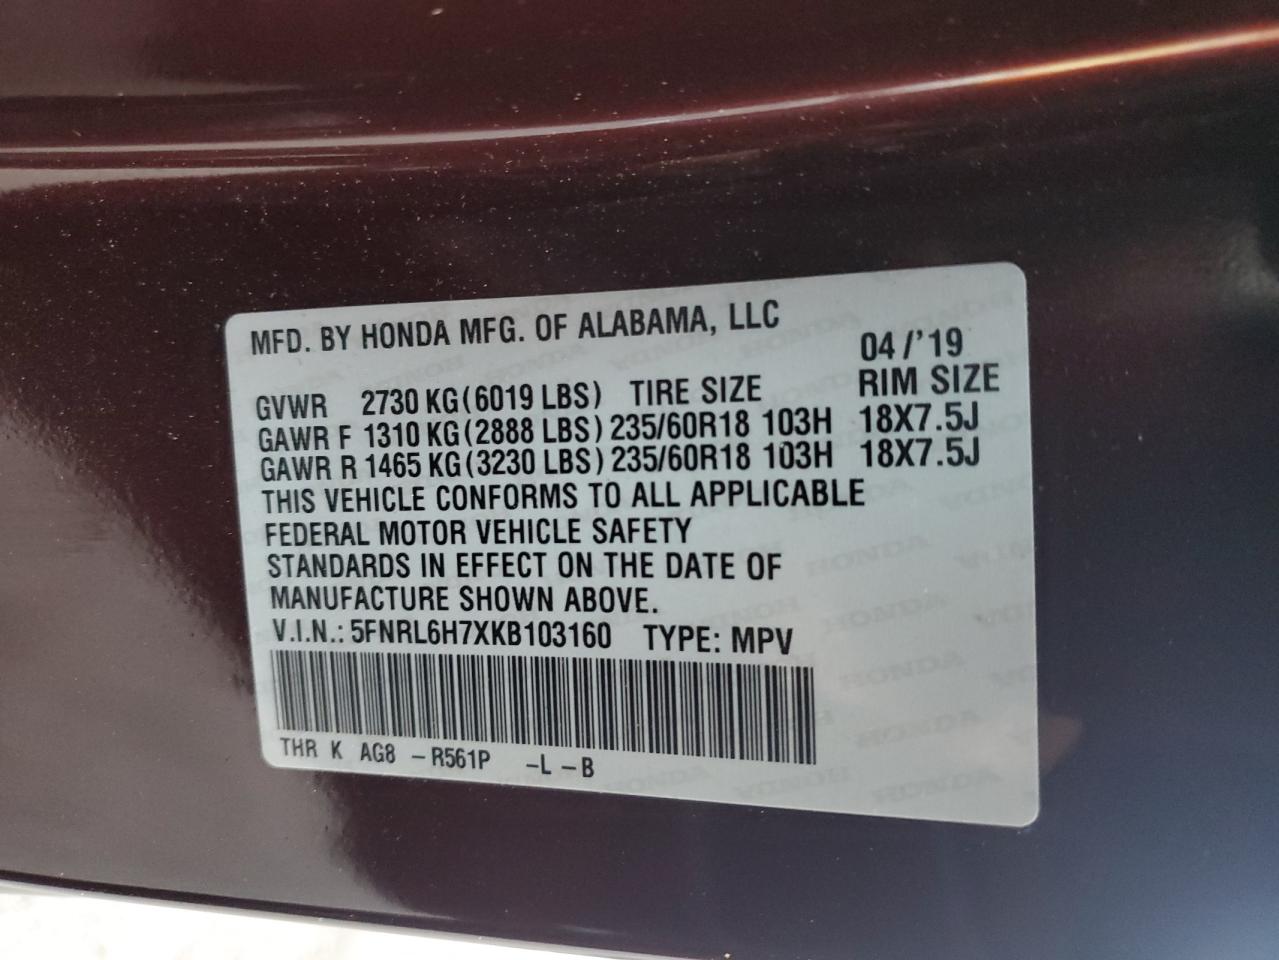 MFD. BY HONDA MFG. OF ALABAMA, LLC
04 /'19
GVWR 2730 KG (6019 LBS) TIRE SIZE RIM SIZE
GAWR F 1310 KG (2888 LBS) 235/60R18 103H 18X7.5J
GAWR R 1465 KG (3230 LBS) 235/60R18 103H 18X7.5J
THIS VEHICLE CONFORMS TO ALL APPLICABLE
FEDERAL MOTOR VEHICLE SAFETY
STANDARDS IN EFFECT ON THE DATE OF
MANUFACTURE SHOWN ABOVE.
V.I.N.: 5FNRL6H7XKB103160 TYPE: MPV
THR K AG8 -R561P -L -B